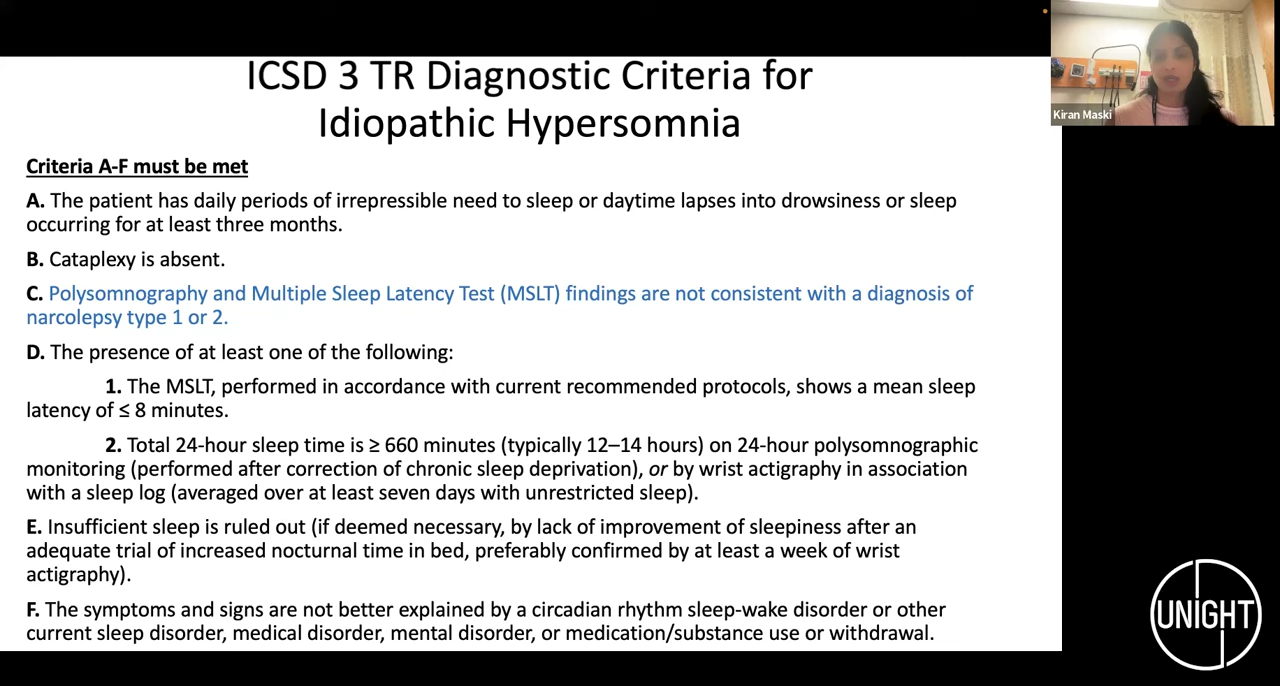 ICSD 3 TR Diagnostic Criteria for
Idiopathic Hypersomnia
Kiran Maski
Criteria A-F must be met
A. The patient has daily periods of irrepressible need to sleep or daytime lapses into drowsiness or sleep
occurring for at least three months.
B. Cataplexy is absent.
C. Polysomnography and Multiple Sleep Latency Test (MSLT) findings are not consistent with a diagnosis of
narcolepsy type 1 or 2.
D. The presence of at least one of the following:
1. The MSLT, performed in accordance with current recommended protocols, shows a mean sleep
latency of ≤ 8 minutes.
2. Total 24-hour sleep time is ≥ 660 minutes (typically 12–14 hours) on 24-hour polysomnographic
monitoring (performed after correction of chronic sleep deprivation), or by wrist actigraphy in association
with a sleep log (averaged over at least seven days with unrestricted sleep).
E. Insufficient sleep is ruled out (if deemed necessary, by lack of improvement of sleepiness after an
adequate trial of increased nocturnal time in bed, preferably confirmed by at least a week of wrist
actigraphy).
F. The symptoms and signs are not better explained by a circadian rhythm sleep-wake disorder or other
current sleep disorder, medical disorder, mental disorder, or medication/substance use or withdrawal.
UNIGHT